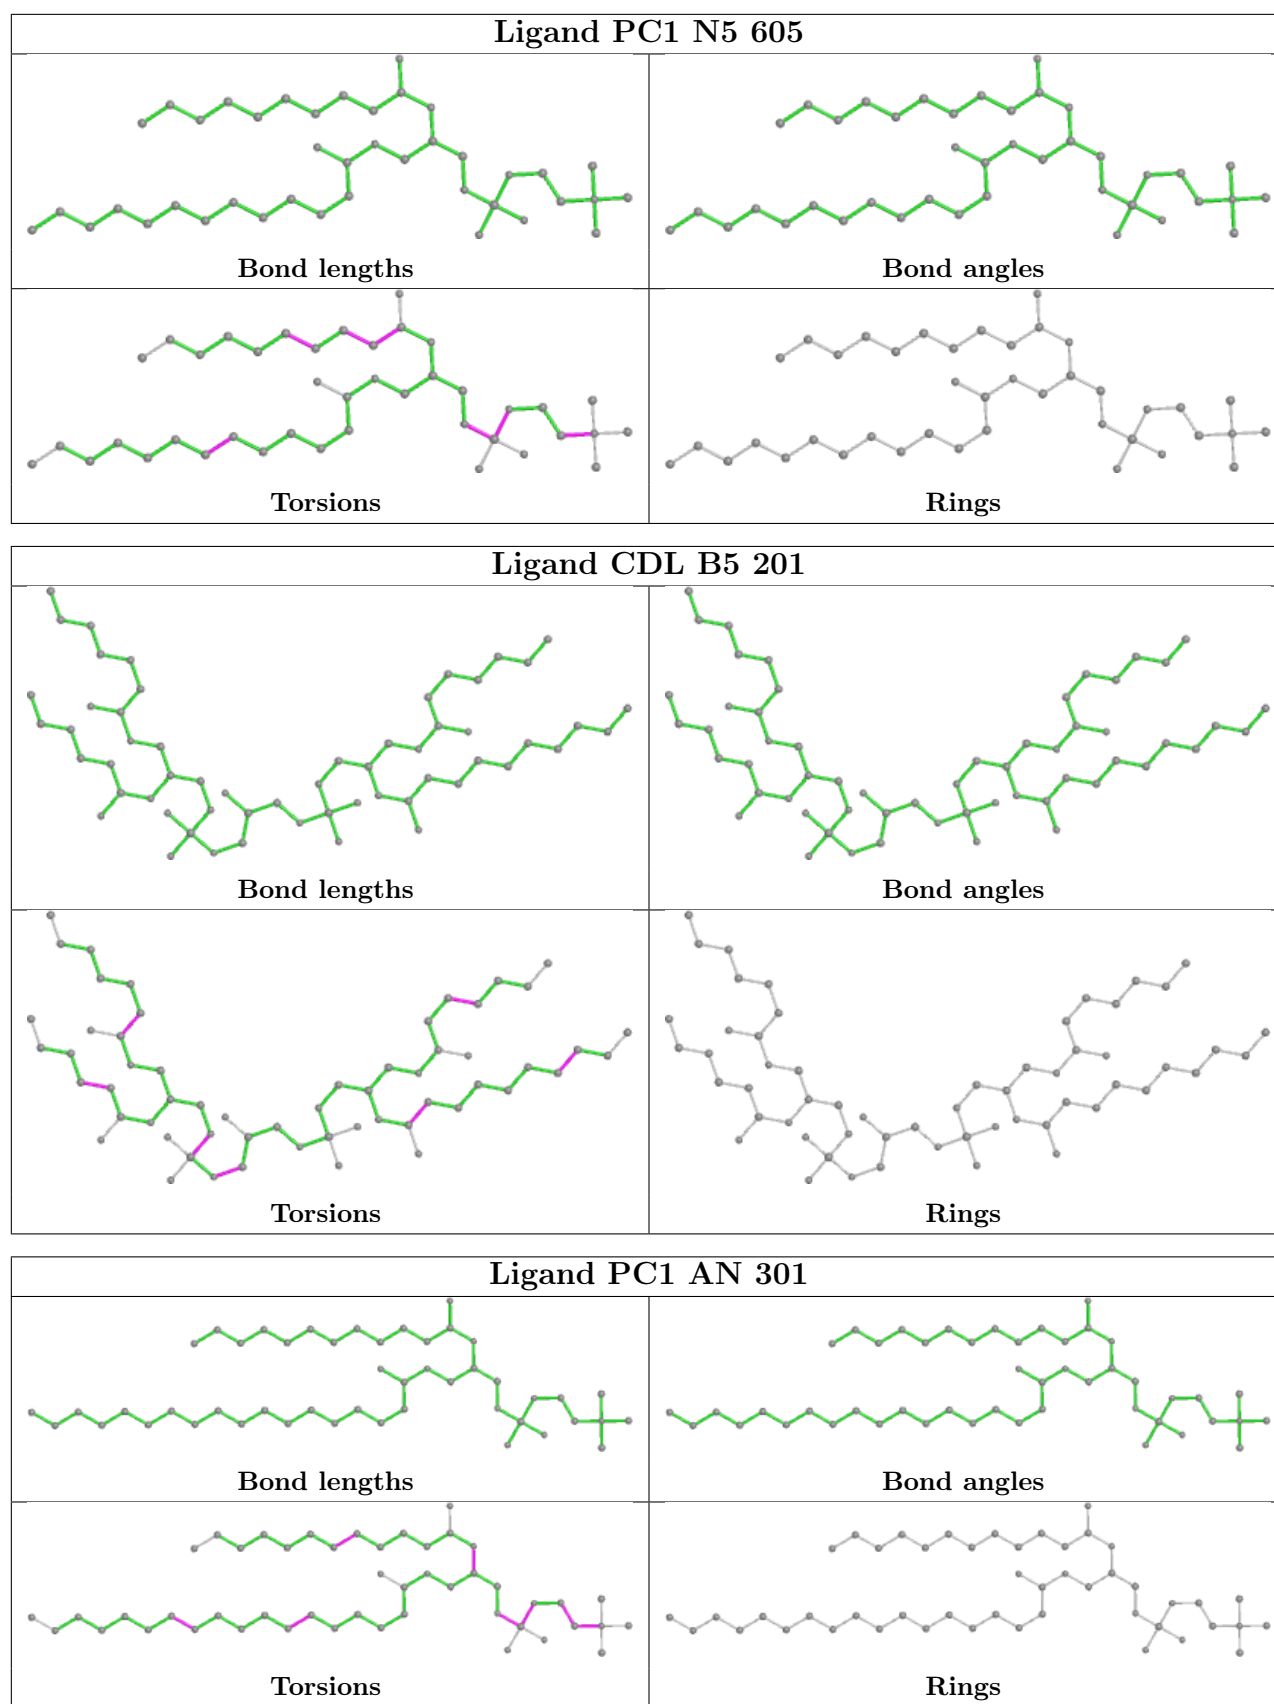 Ligand PC1 N5 605
Bond lengths
Bond angles
Torsions
Rings
Ligand CDL B5 201
Bond lengths
Bond angles
Torsions
Rings
Ligand PC1 AN 301
Bond lengths
Bond angles
Torsions
Rings